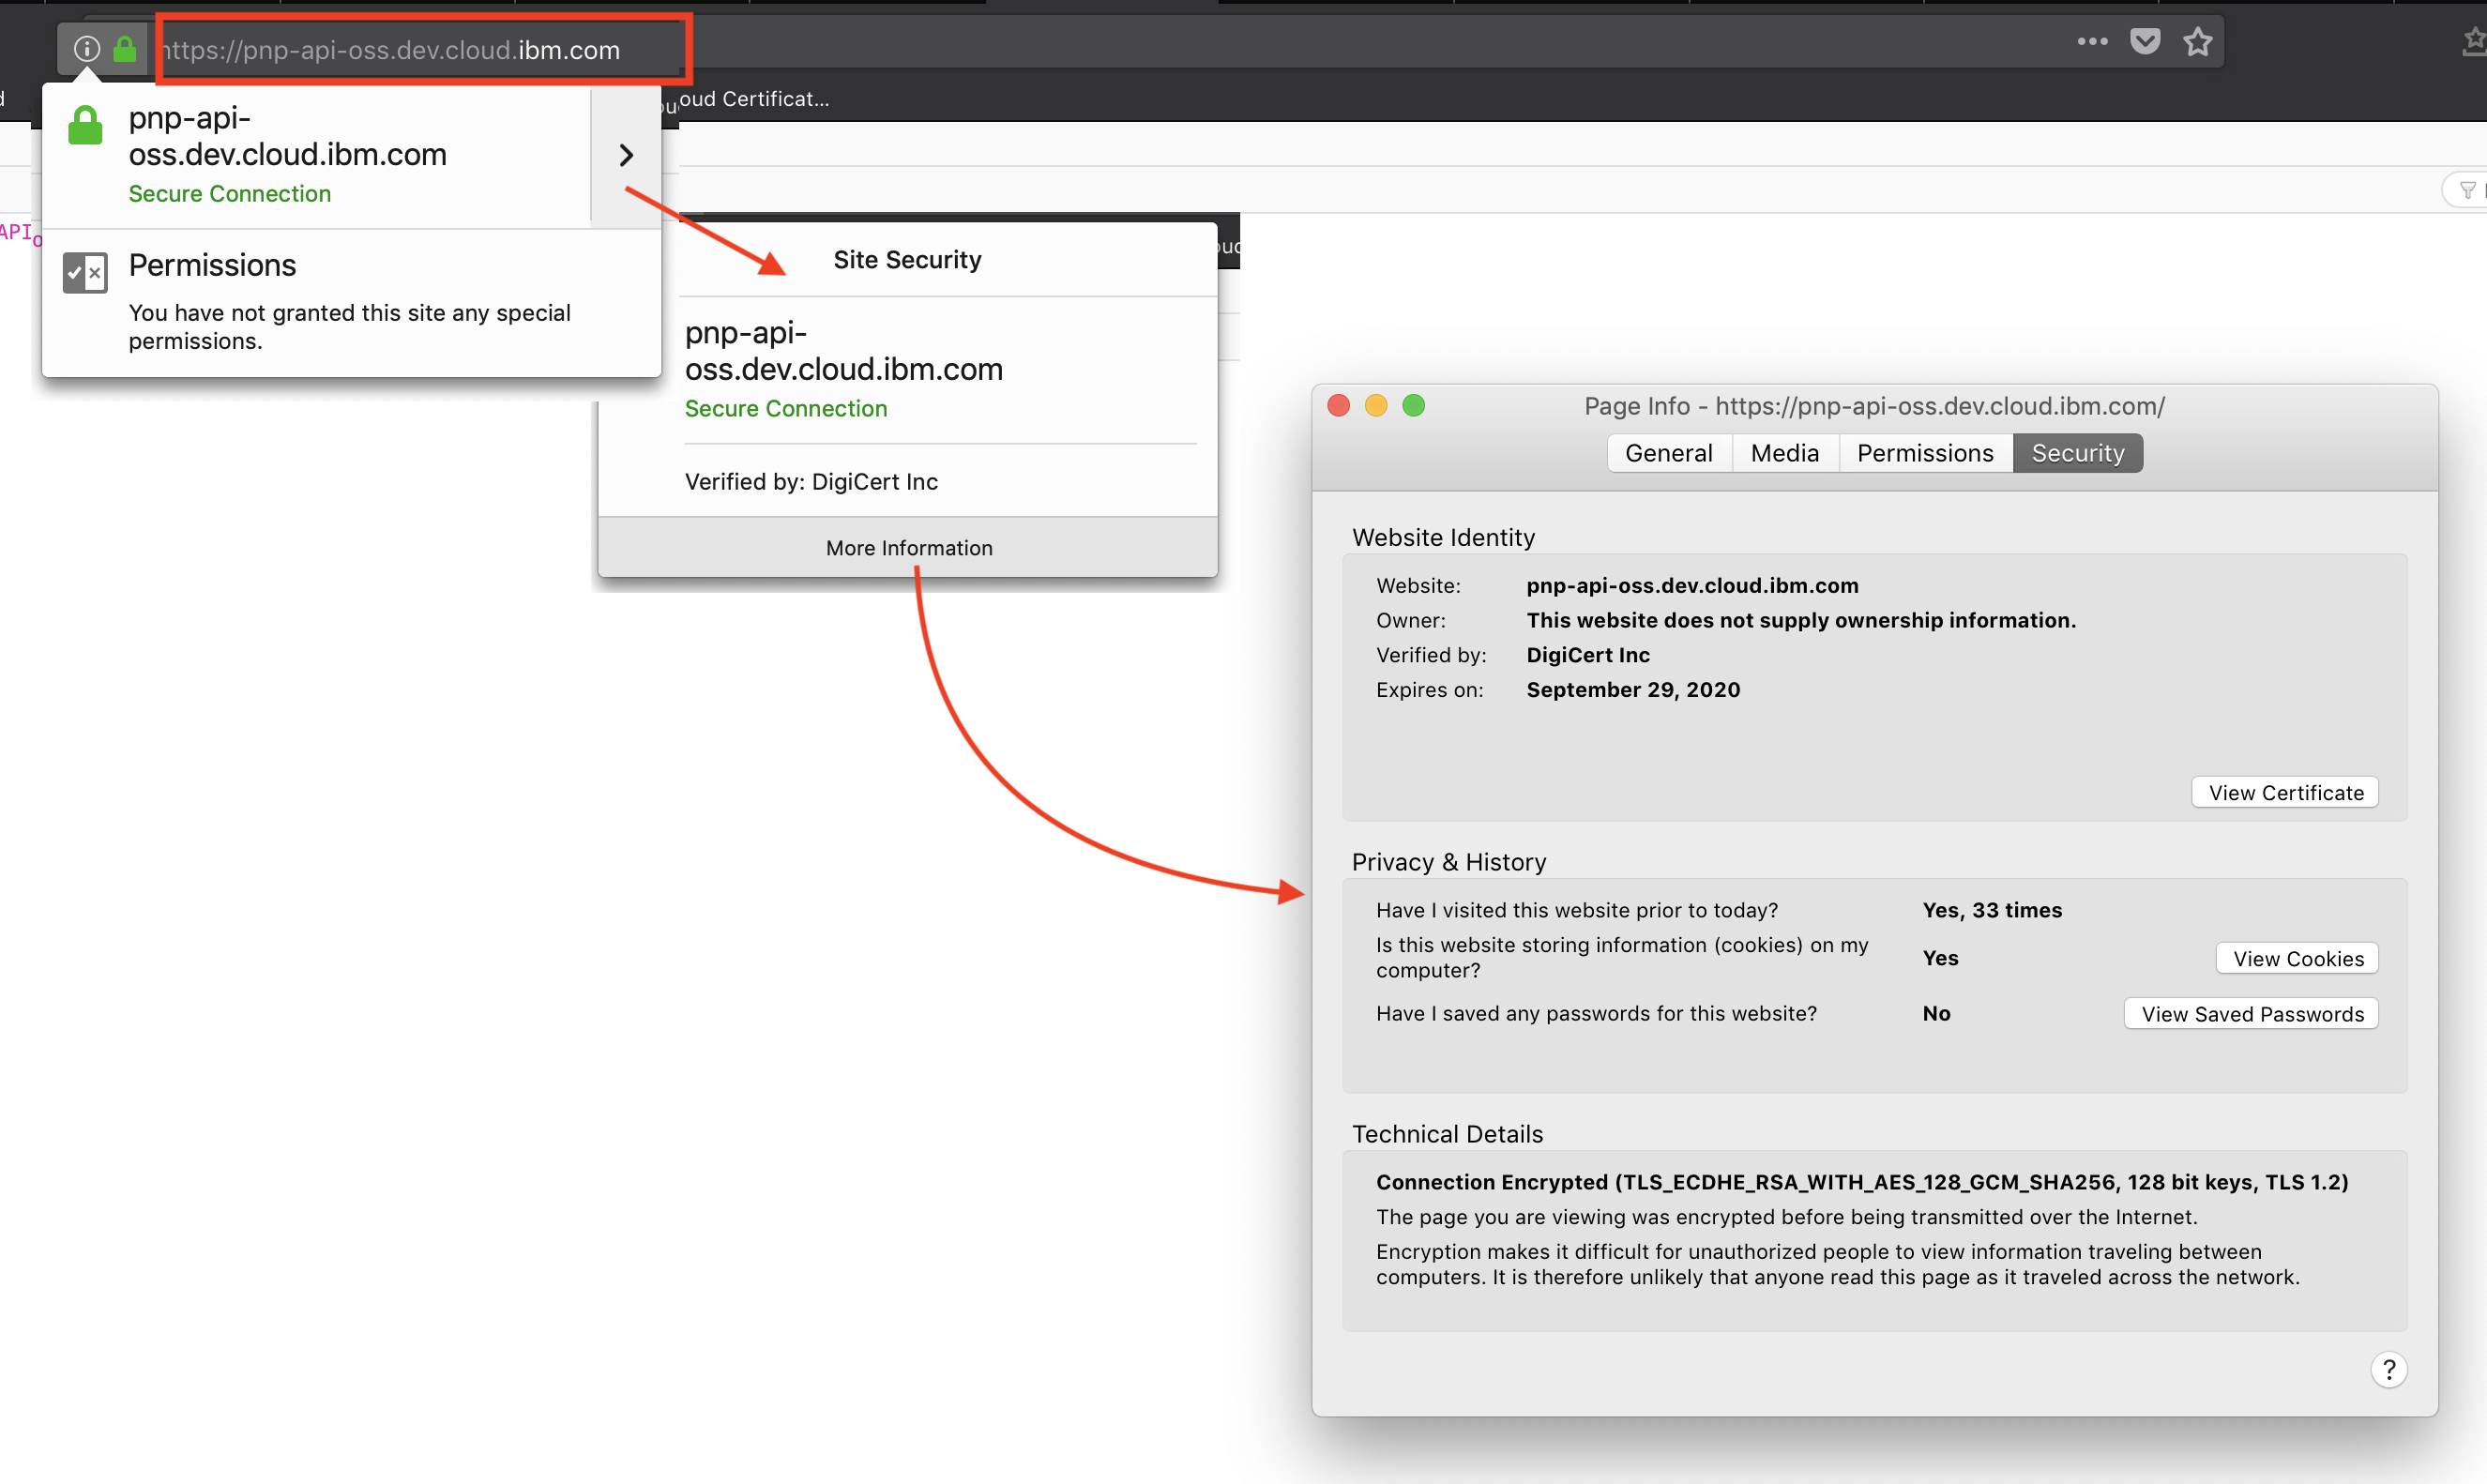 https://pnp-api-oss.dev.cloud.ibm.com
oud Certificat...
pnp-api-
oss.dev.cloud.ibm.com
Secure Connection
API
Permissions
You have not granted this site any special
permissions.
Site Security
pnp-api-
oss.dev.cloud.ibm.com
Secure Connection
Verified by: DigiCert Inc
More Information
Page Info - https://pnp-api-oss.dev.cloud.ibm.com/
General Media Permissions Security
Website Identity
Website: pnp-api-oss.dev.cloud.ibm.com
Owner: This website does not supply ownership information.
Verified by: DigiCert Inc
Expires on: September 29, 2020
View Certificate
Privacy & History
Have I visited this website prior to today? Yes, 33 times
Is this website storing information (cookies) on my
computer? Yes View Cookies
Have I saved any passwords for this website? No View Saved Passwords
Technical Details
Connection Encrypted (TLS_ECDHE_RSA_WITH_AES_128_GCM_SHA256, 128 bit keys, TLS 1.2)
The page you are viewing was encrypted before being transmitted over the Internet.
Encryption makes it difficult for unauthorized people to view information traveling between
computers. It is therefore unlikely that anyone read this page as it traveled across the network.
?